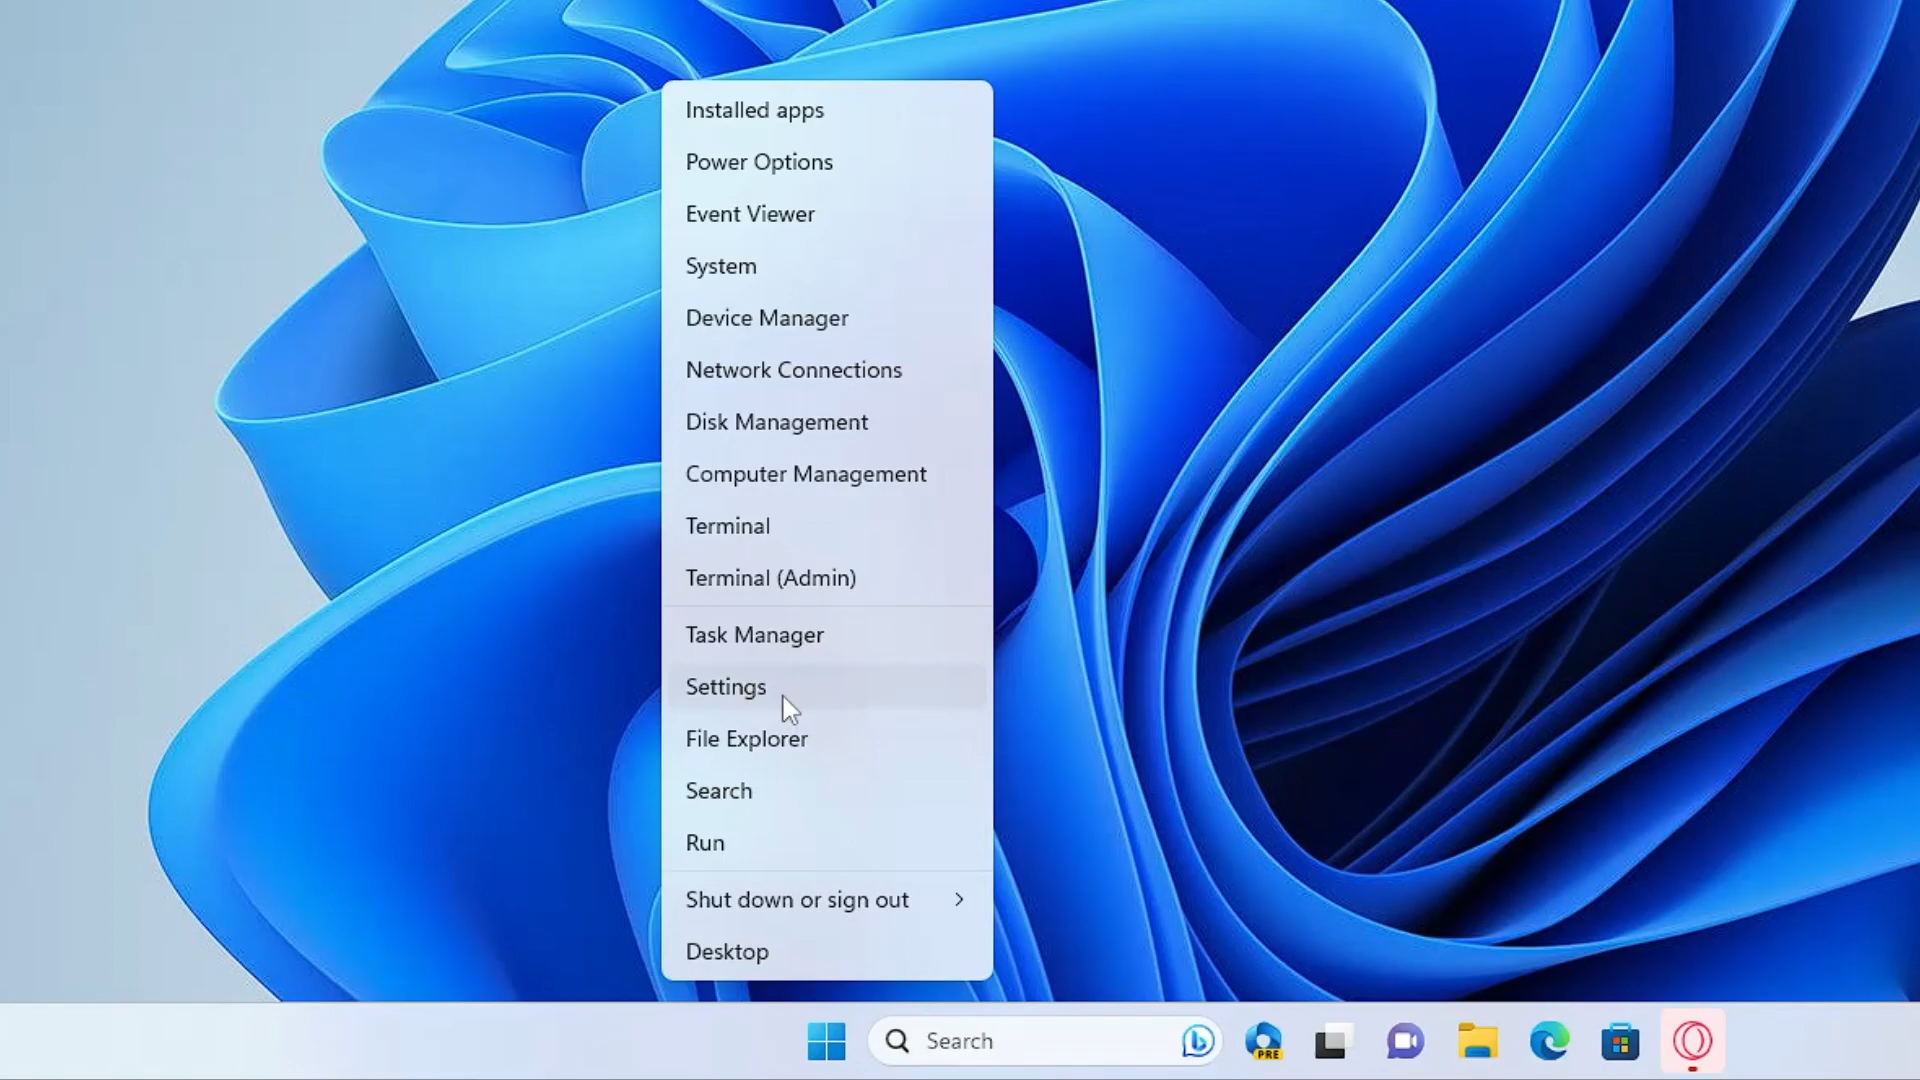 Installed apps
Power Options
Event Viewer
System
Device Manager
Network Connections
Disk Management
Computer Management
Terminal
Terminal (Admin)
Task Manager
Settings
File Explorer
Search
Run
Shut down or sign out
Desktop
Search
PRE